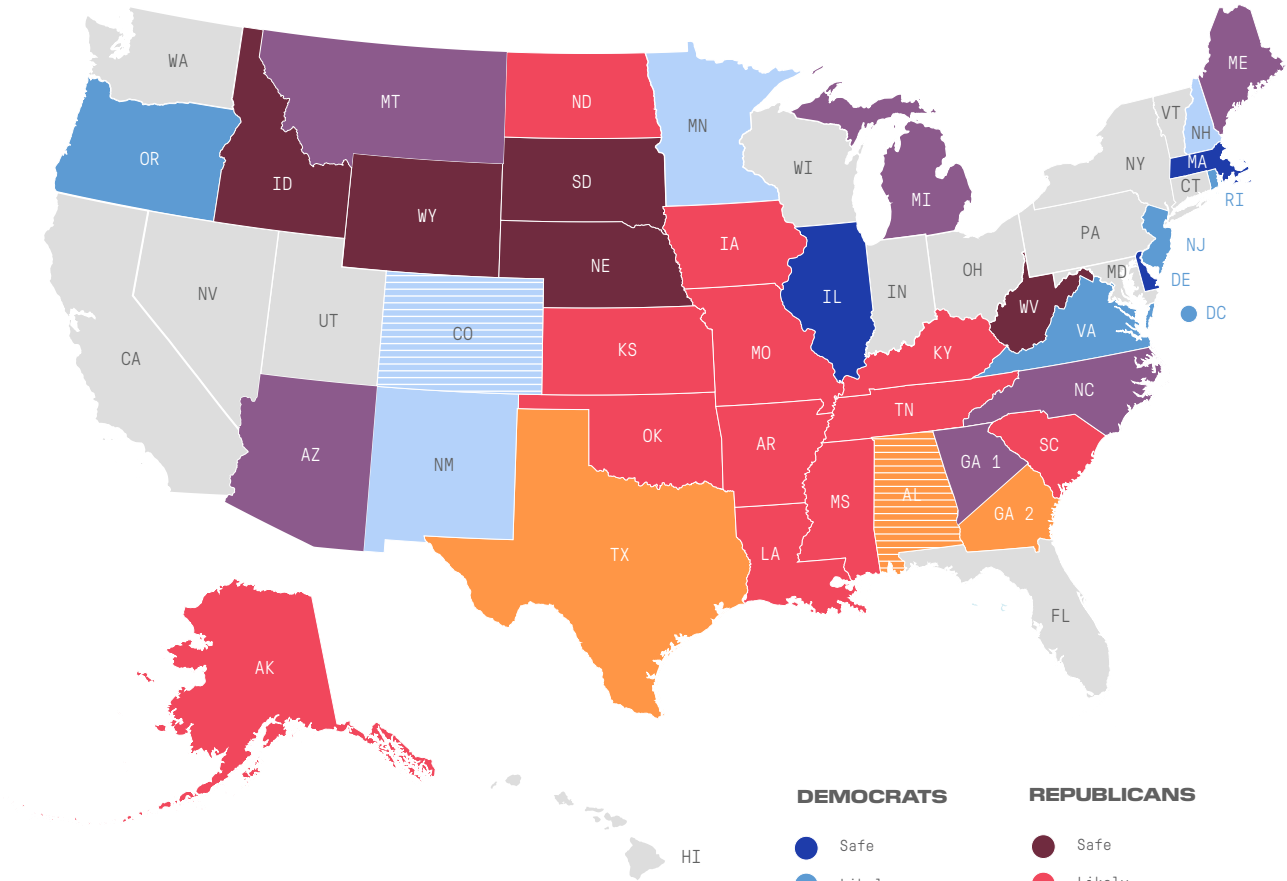 WA
MT
ND
MN
ME
VT
NH
OR
ID
SD
WI
NY
MA
CT
RI
WY
MI
IA
NE
PA
NJ
NV
UT
CO
IL
IN
OH
MD
DE
DC
WV
VA
CA
KS
MO
KY
NC
AZ
NM
OK
AR
TN
SC
GA 1
GA 2
MS
AL
TX
LA
FL
AK
HI
DEMOCRATS
Safe
REPUBLICANS
Safe
Likely